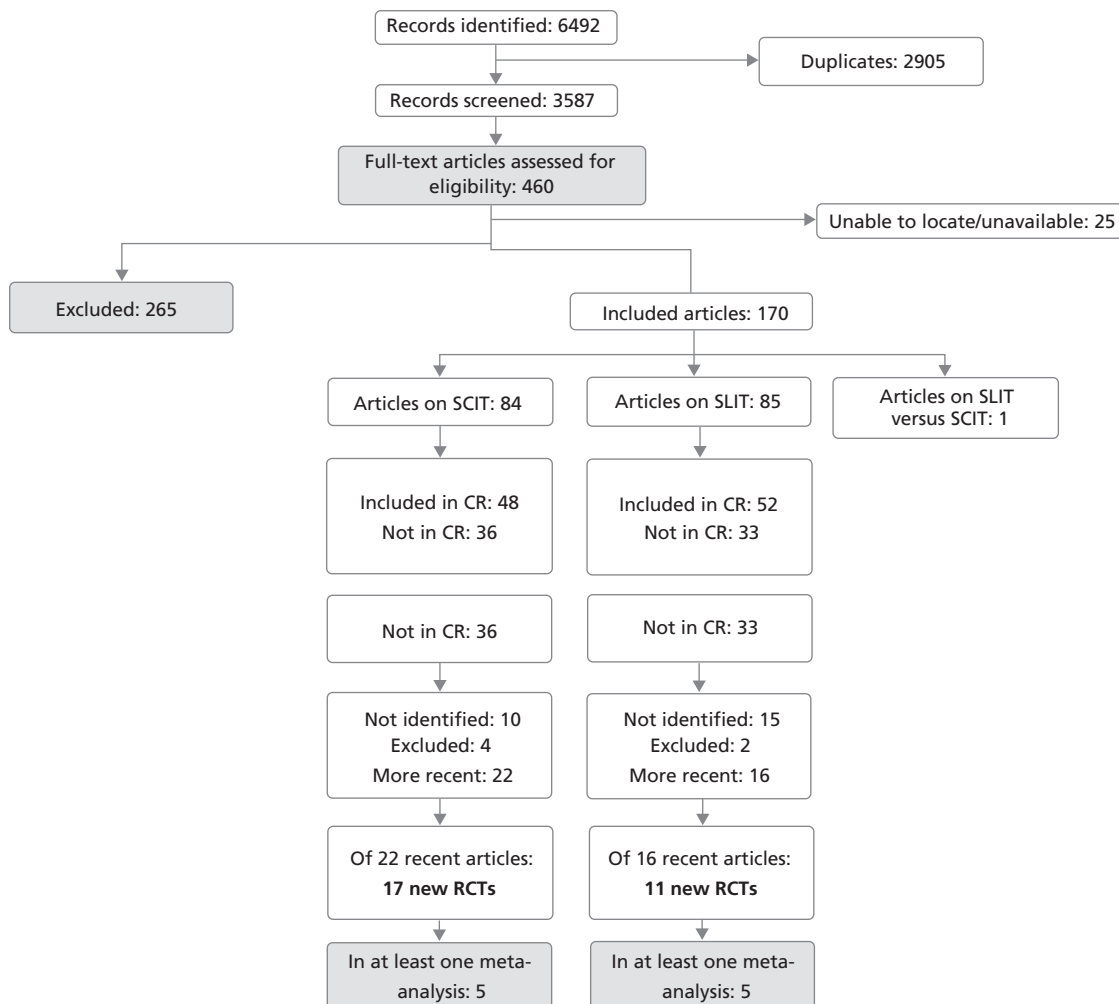 Records identified: 6492
Duplicates: 2905
Records screened: 3587
Full-text articles assessed for
eligibility: 460
Unable to locate/unavailable: 25
Excluded: 265
Included articles: 170
Articles on SCIT: 84
Articles on SLIT: 85
Articles on SLIT
versus SCIT: 1
Included in CR: 48
Not in CR: 36
Included in CR: 52
Not in CR: 33
Not in CR: 36
Not in CR: 33
Not identified: 10
Excluded: 4
More recent: 22
Not identified: 15
Excluded: 2
More recent: 16
Of 22 recent articles:
17 new RCTs
Of 16 recent articles:
11 new RCTs
In at least one meta-
analysis: 5
In at least one meta-
analysis: 5